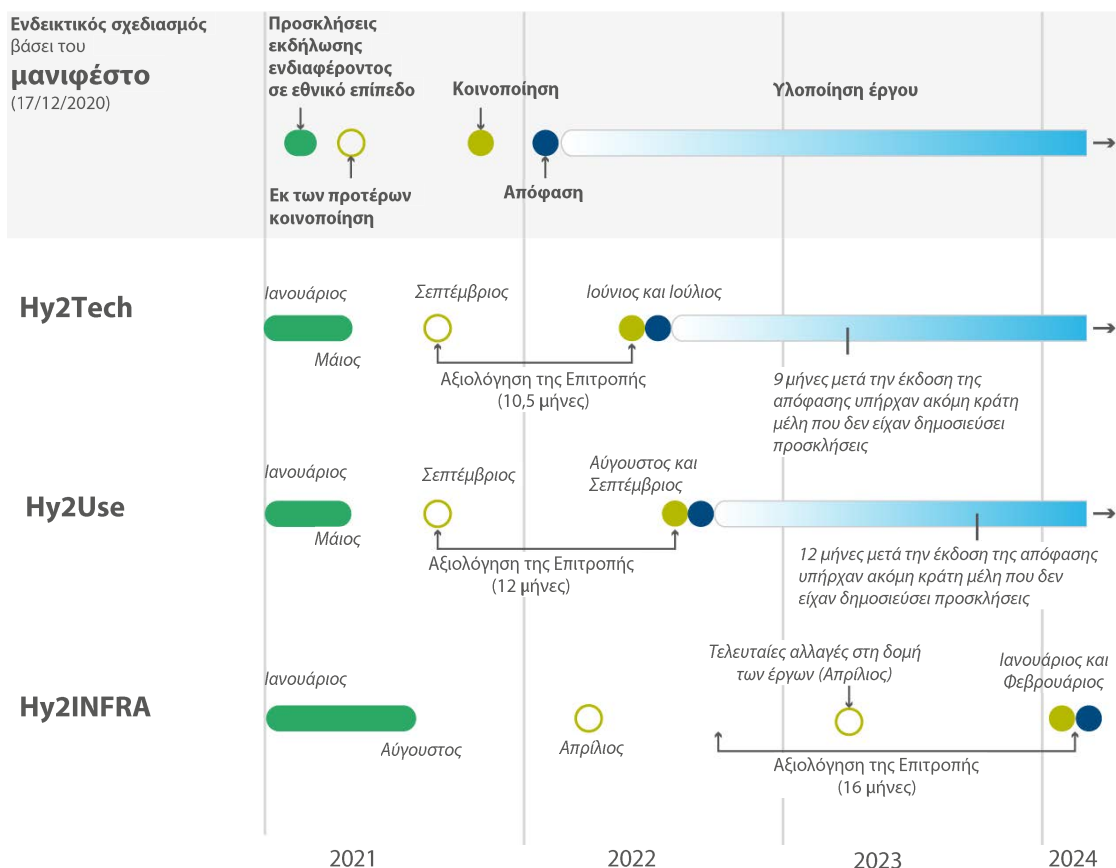 Ενδεικτικός σχεδιασμός
βάσει του
μανιφέστο
(17/12/2020)
Προσκλήσεις
εκδήλωσης
ενδιαφέροντος
σε εθνικό επίπεδο
Κοινοποίηση
Υλοποίηση έργου
Εκ των προτέρων
κοινοποίηση
Απόφαση
Hy2Tech
Ιανουάριος
Μάιος
Σεπτέμβριος
Ιούνιος και Ιούλιος
Αξιολόγηση της Επιτροπής
(10,5 μήνες)
9 μήνες μετά την έκδοση της
απόφασης υπήρχαν ακόμη κράτη
μέλη που δεν είχαν δημοσιεύσει
προσκλήσεις
Hy2Use
Ιανουάριος
Μάιος
Σεπτέμβριος
Αύγουστος και
Σεπτέμβριος
Αξιολόγηση της Επιτροπής
(12 μήνες)
12 μήνες μετά την έκδοση της απόφασης
υπήρχαν ακόμη κράτη μέλη που δεν
είχαν δημοσιεύσει προσκλήσεις
Hy2INFRA
Ιανουάριος
Αύγουστος
Απρίλιος
Τελευταίες αλλαγές στη δομή
των έργων (Απρίλιος)
Ιανουάριος και
Φεβρουάριος
Αξιολόγηση της Επιτροπής
(16 μήνες)
2021
2022
2023
2024